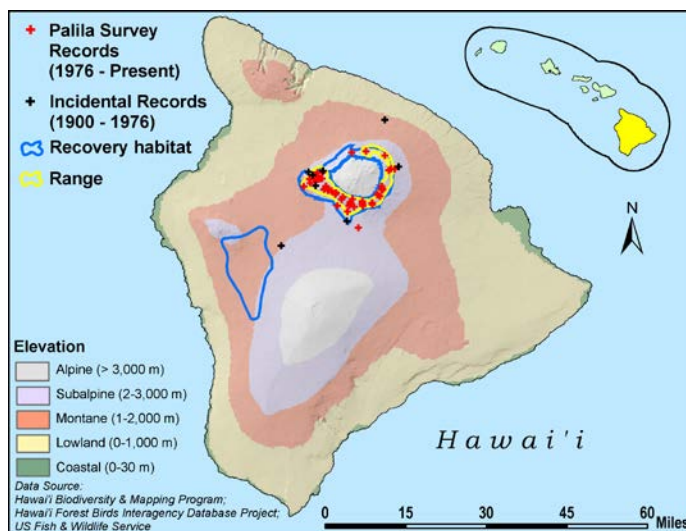 Palila Survey
Records
(1976 - Present)
Incidental Records
(1900 - 1976)
Recovery habitat
Range
N
Elevation
Alpine (> 3,000 m)
Subalpine (2-3,000 m)
Montane (1-2,000 m)
Lowland (0-1,000 m)
Coastal (0-30 m)
Data Source:
Hawai'i Biodiversity & Mapping Program;
Hawai'i Forest Birds Interagency Database Project;
US Fish & Wildlife Service
Hawai'i
0 15 30 45 60
Miles